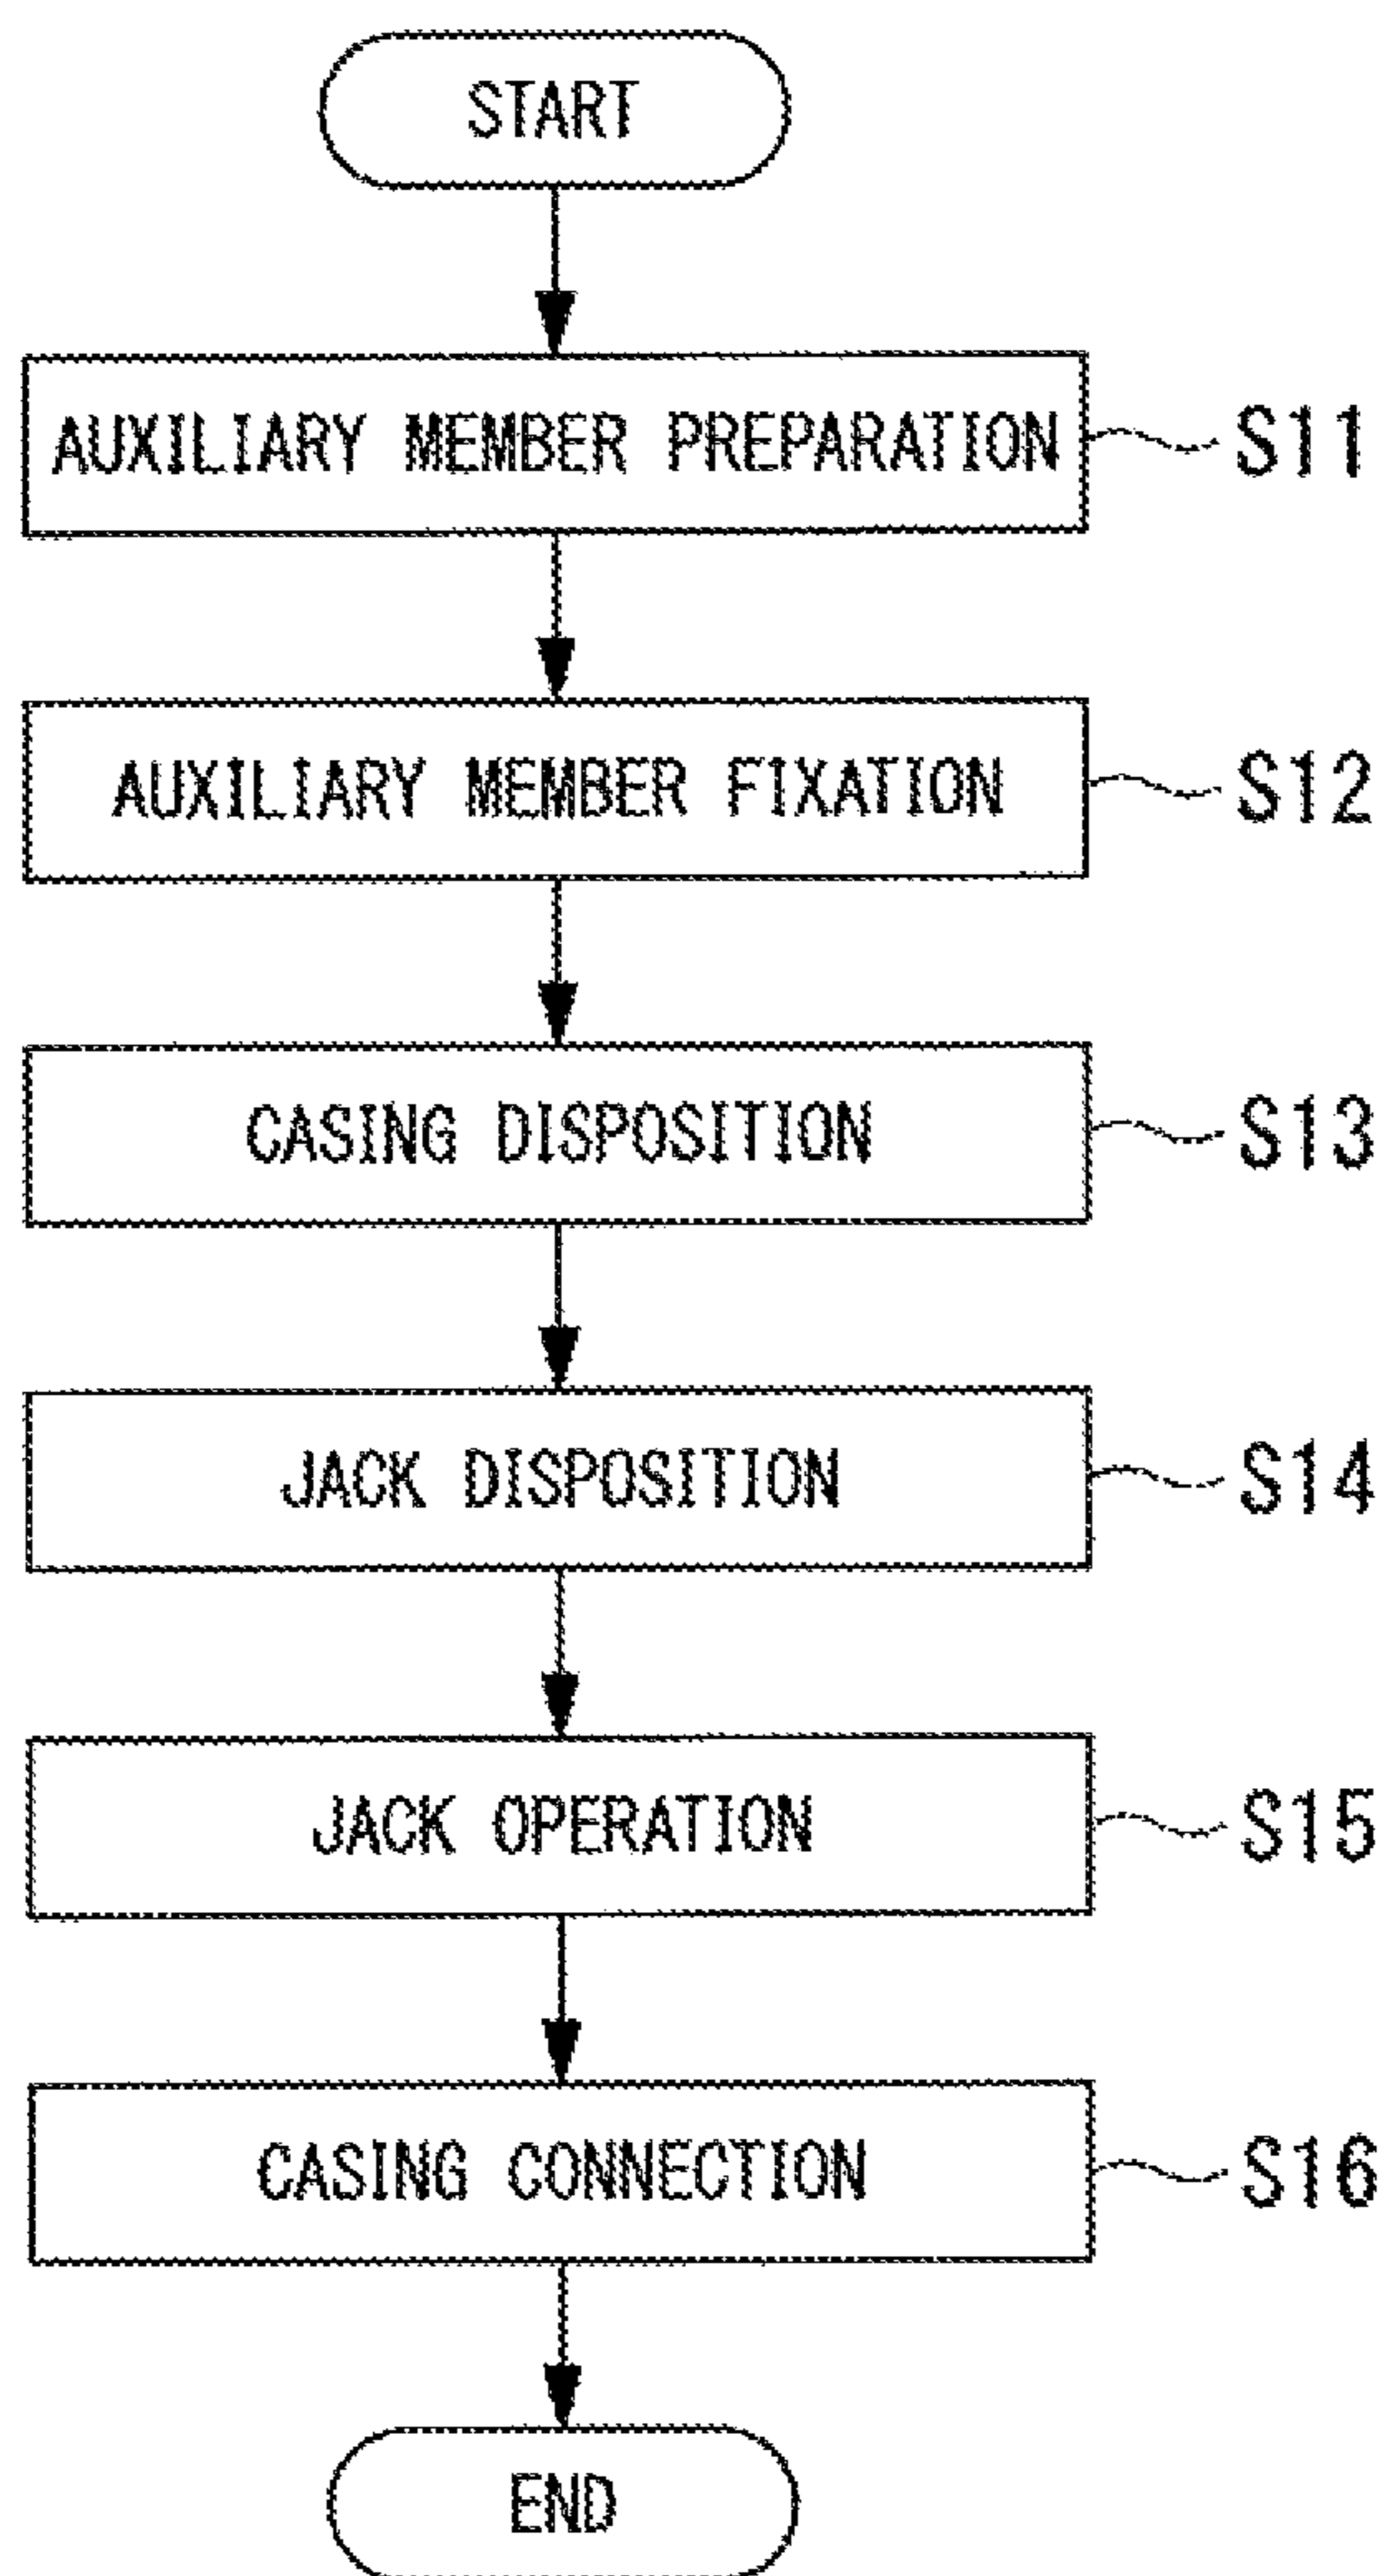 START
AUXILIARY MEMBER PREPARATION S11
AUXILIARY MEMBER FIXATION S12
CASING DISPOSITION S13
JACK DISPOSITION S14
JACK OPERATION S15
CASING CONNECTION S16
END